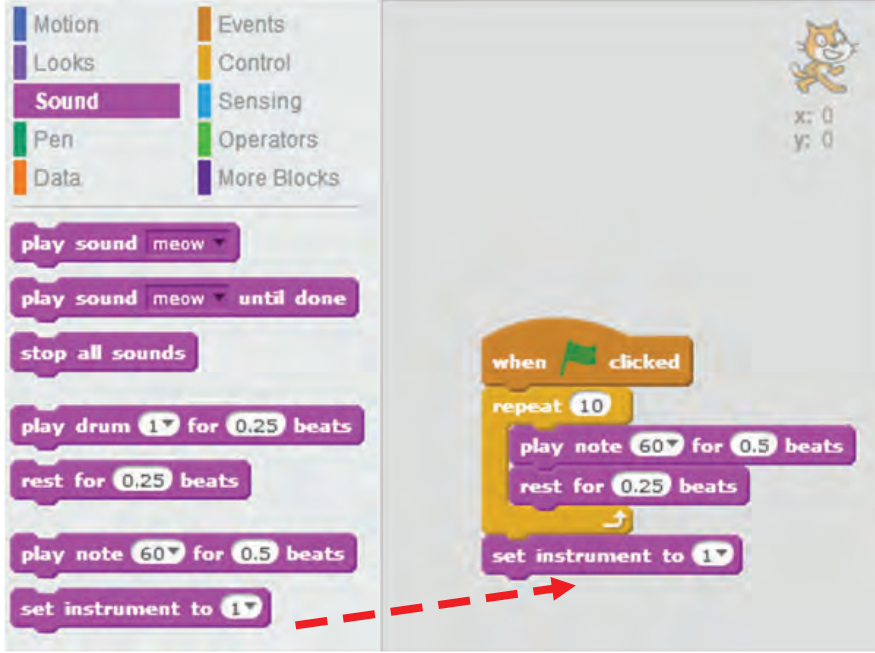 Motion
Events
Looks
Control
Sound
Sensing
Pen
Operators
Data
More Blocks
play sound meow
play sound meow until done
stop all sounds
play drum 1 for 0.25 beats
rest for 0.25 beats
play note 60 for 0.5 beats
set instrument to 1
x: 0
y: 0
when clicked
repeat 10
play note 60 for 0.5 beats
rest for 0.25 beats
set instrument to 1